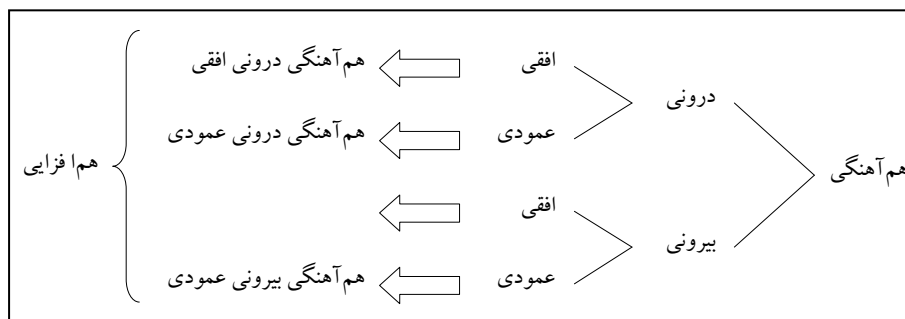 هم‌آهنگی درونی افقی
افقی
درونی
هم‌آهنگی درونی عمودی
عمودی
هم‌آهنگی
هم‌ا فزایی
افقی
بیرونی
هم‌آهنگی بیرونی عمودی
عمودی